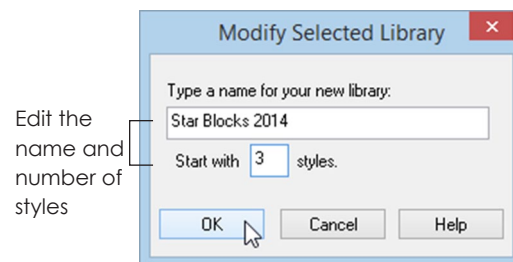 Modify Selected Library
Type a name for your new library:
Star Blocks 2014
Start with 3 styles.
OK Cancel Help
Edit the
name and
number of
styles